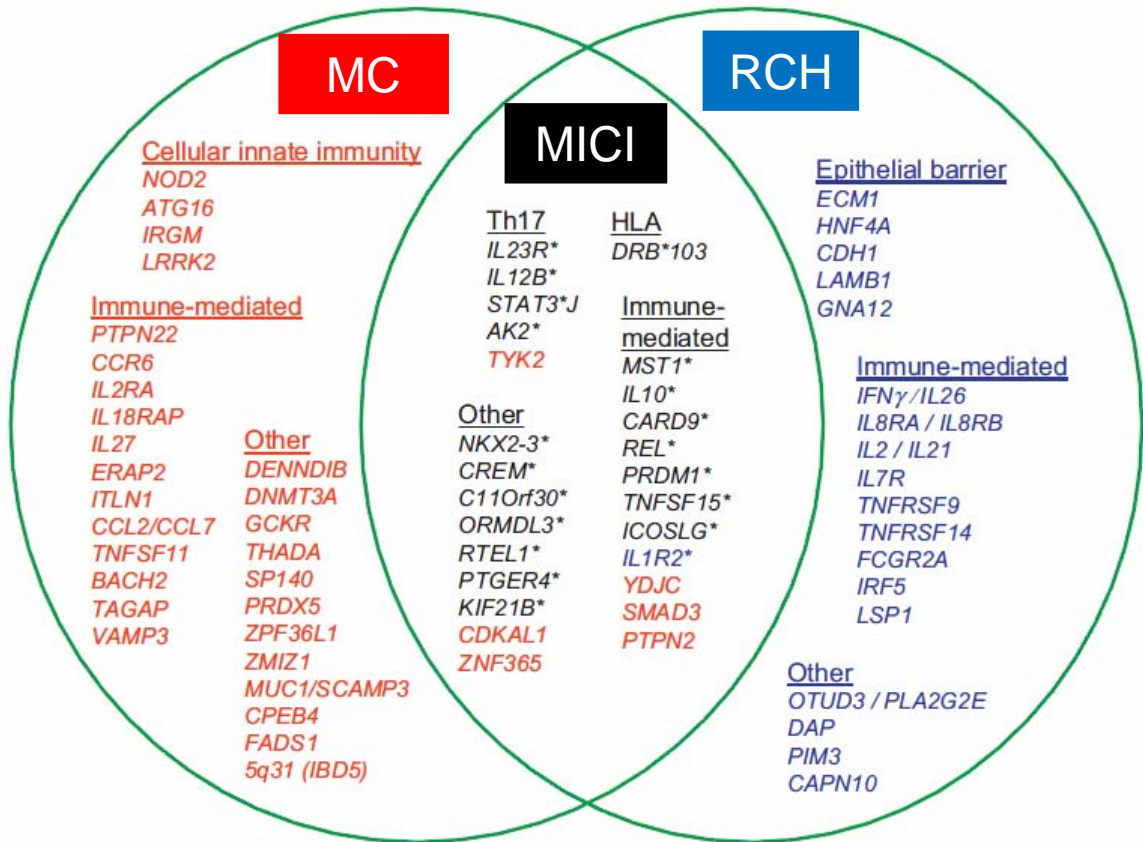 MC
RCH
MICI
Cellular innate immunity
NOD2
ATG16
IRGM
LRRK2
Immune-mediated
PTPN22
CCR6
IL2RA
IL18RAP
IL27
ERAP2
ITLN1
CCL2/CCL7
TNFSF11
BACH2
TAGAP
VAMP3
Other
DENNDIB
DNMT3A
GCKR
THADA
SP140
PRDX5
ZPF36L1
ZMIZ1
MUC1/SCAMP3
CPEB4
FADS1
5q31 (IBD5)
Th17
IL23R*
IL12B*
STAT3*J
AK2*
TYK2
Other
NKX2-3*
CREM*
C11Orf30*
ORMDL3*
RTEL1*
PTGER4*
KIF21B*
CDKAL1
ZNF365
HLA
DRB*103
Immune-
mediated
MST1*
IL10*
CARD9*
REL*
PRDM1*
TNFSF15*
ICOSLG*
IL1R2*
YDJC
SMAD3
PTPN2
Epithelial barrier
ECM1
HNF4A
CDH1
LAMB1
GNA12
Immune-mediated
IFNγ/IL26
IL8RA / IL8RB
IL2 / IL21
IL7R
TNFRSF9
TNFRSF14
FCGR2A
IRF5
LSP1
Other
OTUD3 / PLA2G2E
DAP
PIM3
CAPN10